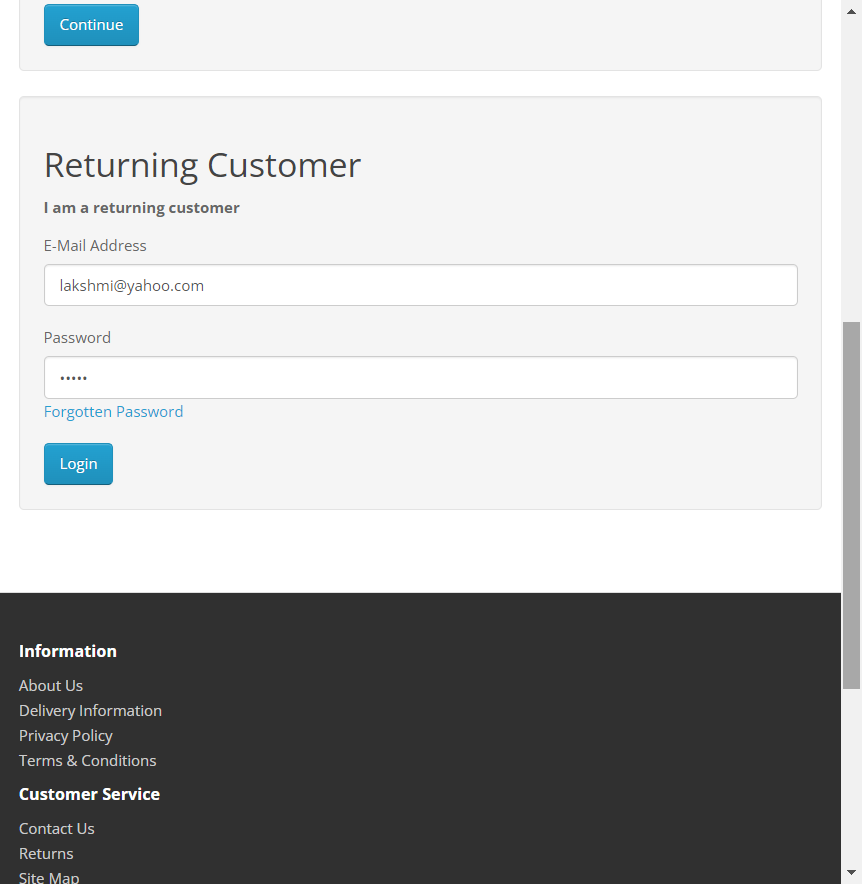 Continue
Returning Customer
I am a returning customer
E-Mail Address
lakshmi@yahoo.com
Password
•••••
Forgotten Password
Login
Information
About Us
Delivery Information
Privacy Policy
Terms & Conditions
Customer Service
Contact Us
Returns
Site Map